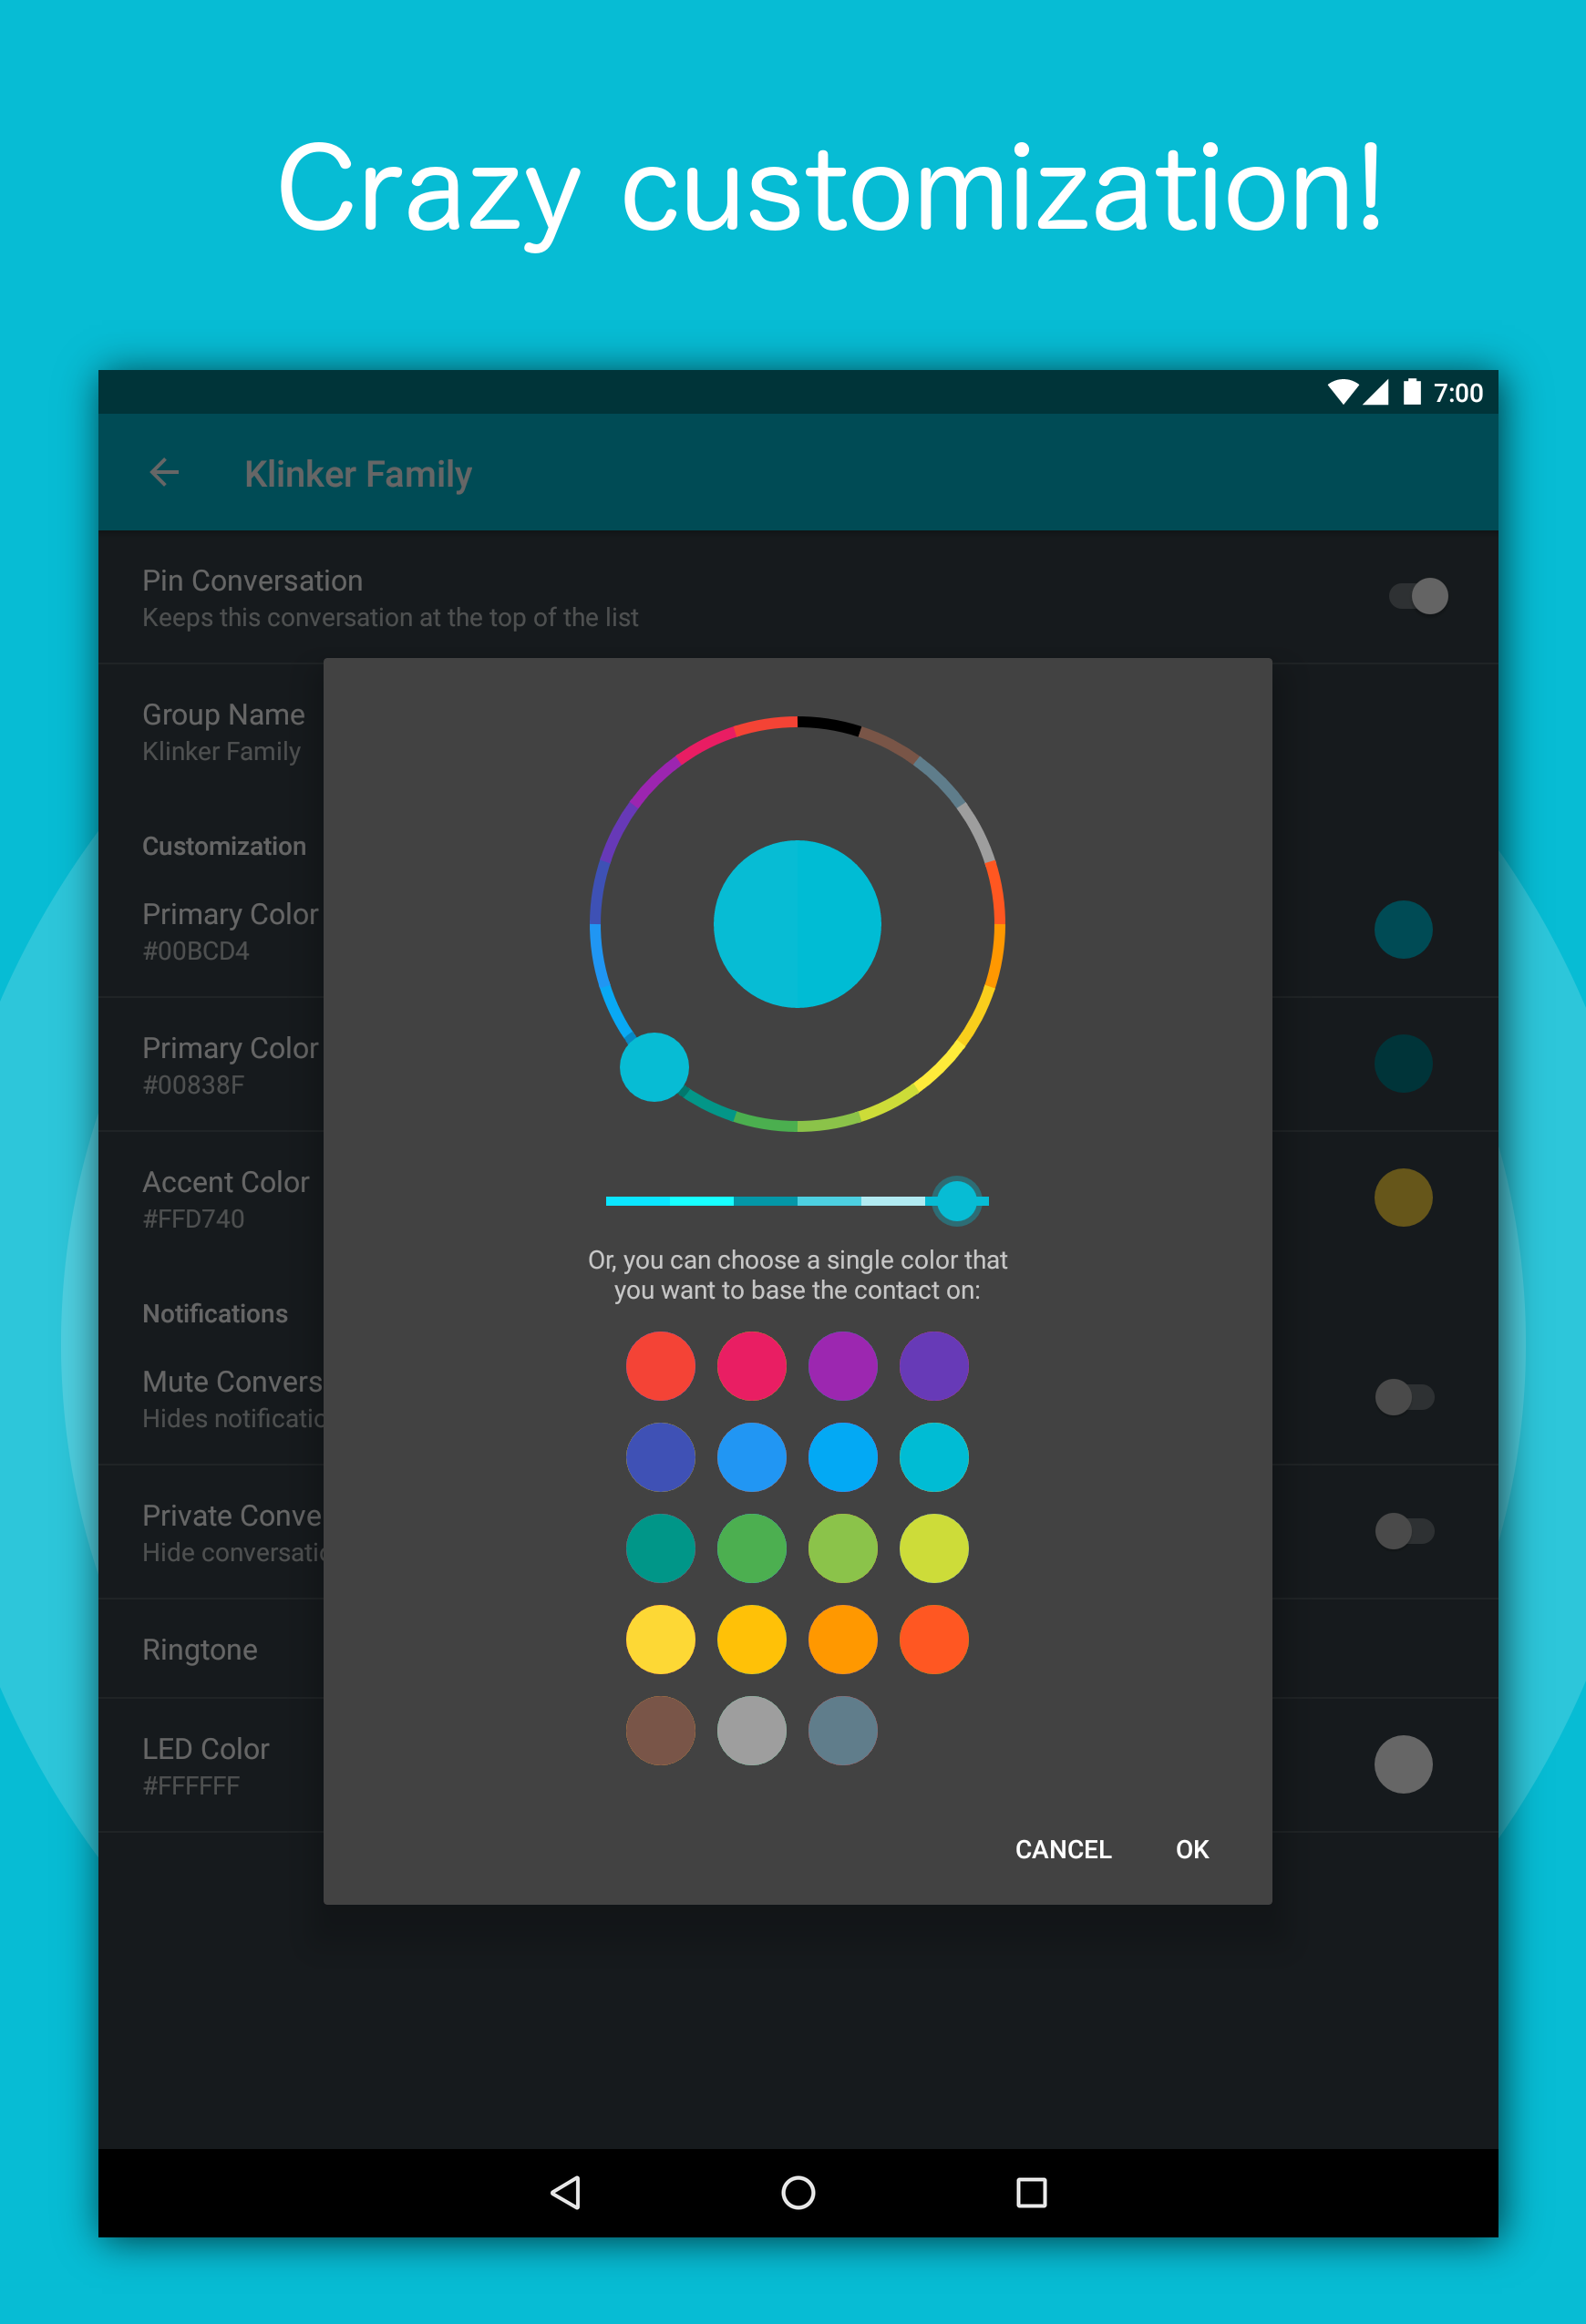 Crazy customization!
7:00
Klinker Family
Pin Conversation
Keeps this conversation at the top of the list
Group Name
Klinker Family
Customization
Primary Color
#00BCD4
Primary Color
#00838F
Accent Color
#FFD740
Notifications
Mute Convers
Hides notificatio
Private Conve
Hide conversatio
Ringtone
LED Color
#FFFFFF
Or, you can choose a single color that
you want to base the contact on:
CANCEL OK